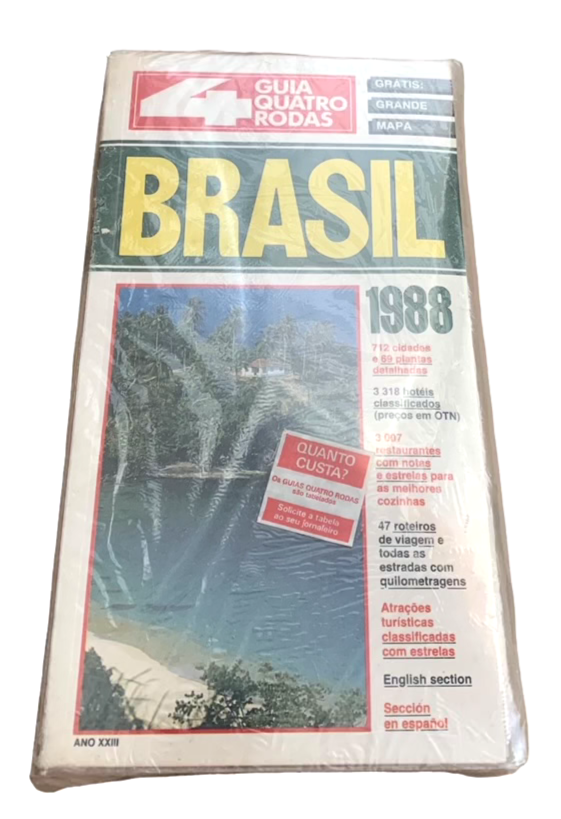 4 GUIA
QUATRO
RODAS
GRÁTIS:
GRANDE
MAPA
BRASIL
1988
712 cidades
e 69 plantas
detalhadas
3 318 hotéis
classificados
(preços em OTN)
3 007
restaurantes
com notas
e estrelas para
as melhores
cozinhas
47 roteiros
de viagem e
todas as
estradas com
quilometragens
Atrações
turísticas
classificadas
com estrelas
English section
Sección
en español
QUANTO
CUSTA?
Os GUIAS QUATRO RODAS
são tabelados
Solicite a tabela
ao seu jornaleiro
ANO XXIII